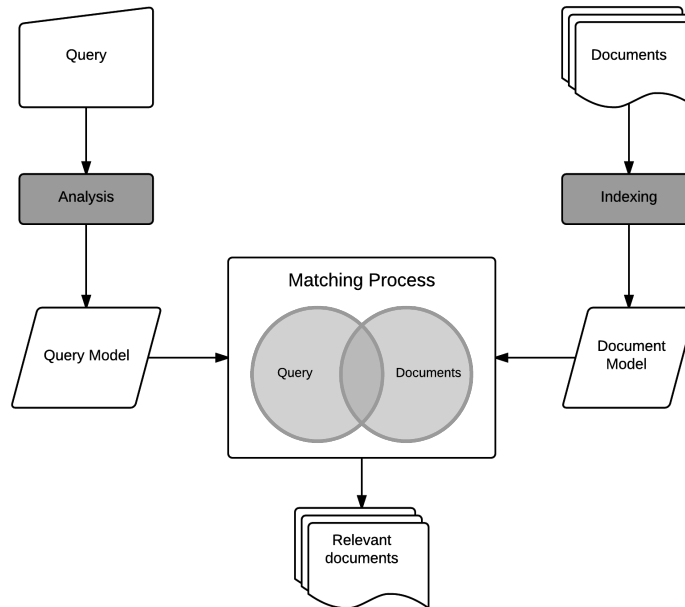 Query
Documents
Analysis
Indexing
Matching Process
Query Model
Query
Documents
Document
Model
Relevant
documents